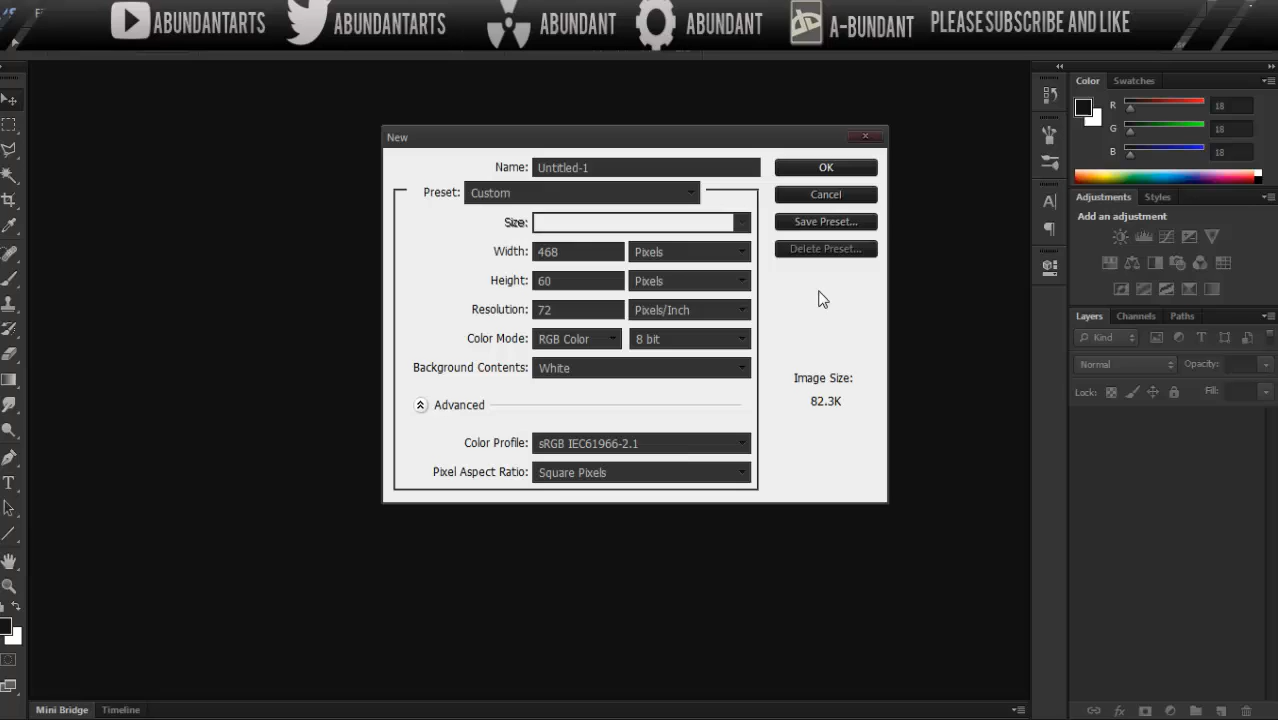 ABUNDANTARTS ABUNDANTARTS ABUNDANT ABUNDANT A-BUNDANT PLEASE SUBSCRIBE AND LIKE
New
Name: Untitled-1
Preset: Custom
Size:
Width: 468 Pixels
Height: 60 Pixels
Resolution: 72 Pixels/Inch
Color Mode: RGB Color 8 bit
Background Contents: White
Advanced
Color Profile: sRGB IEC61966-2.1
Pixel Aspect Ratio: Square Pixels
OK
Cancel
Save Preset...
Delete Preset...
Image Size:
82.3K
Color Swatches
R 18
G 18
B 18
Adjustments Styles
Add an adjustment
Layers Channels Paths
Kind
Normal Opacity:
Lock: Fill:
Mini Bridge Timeline